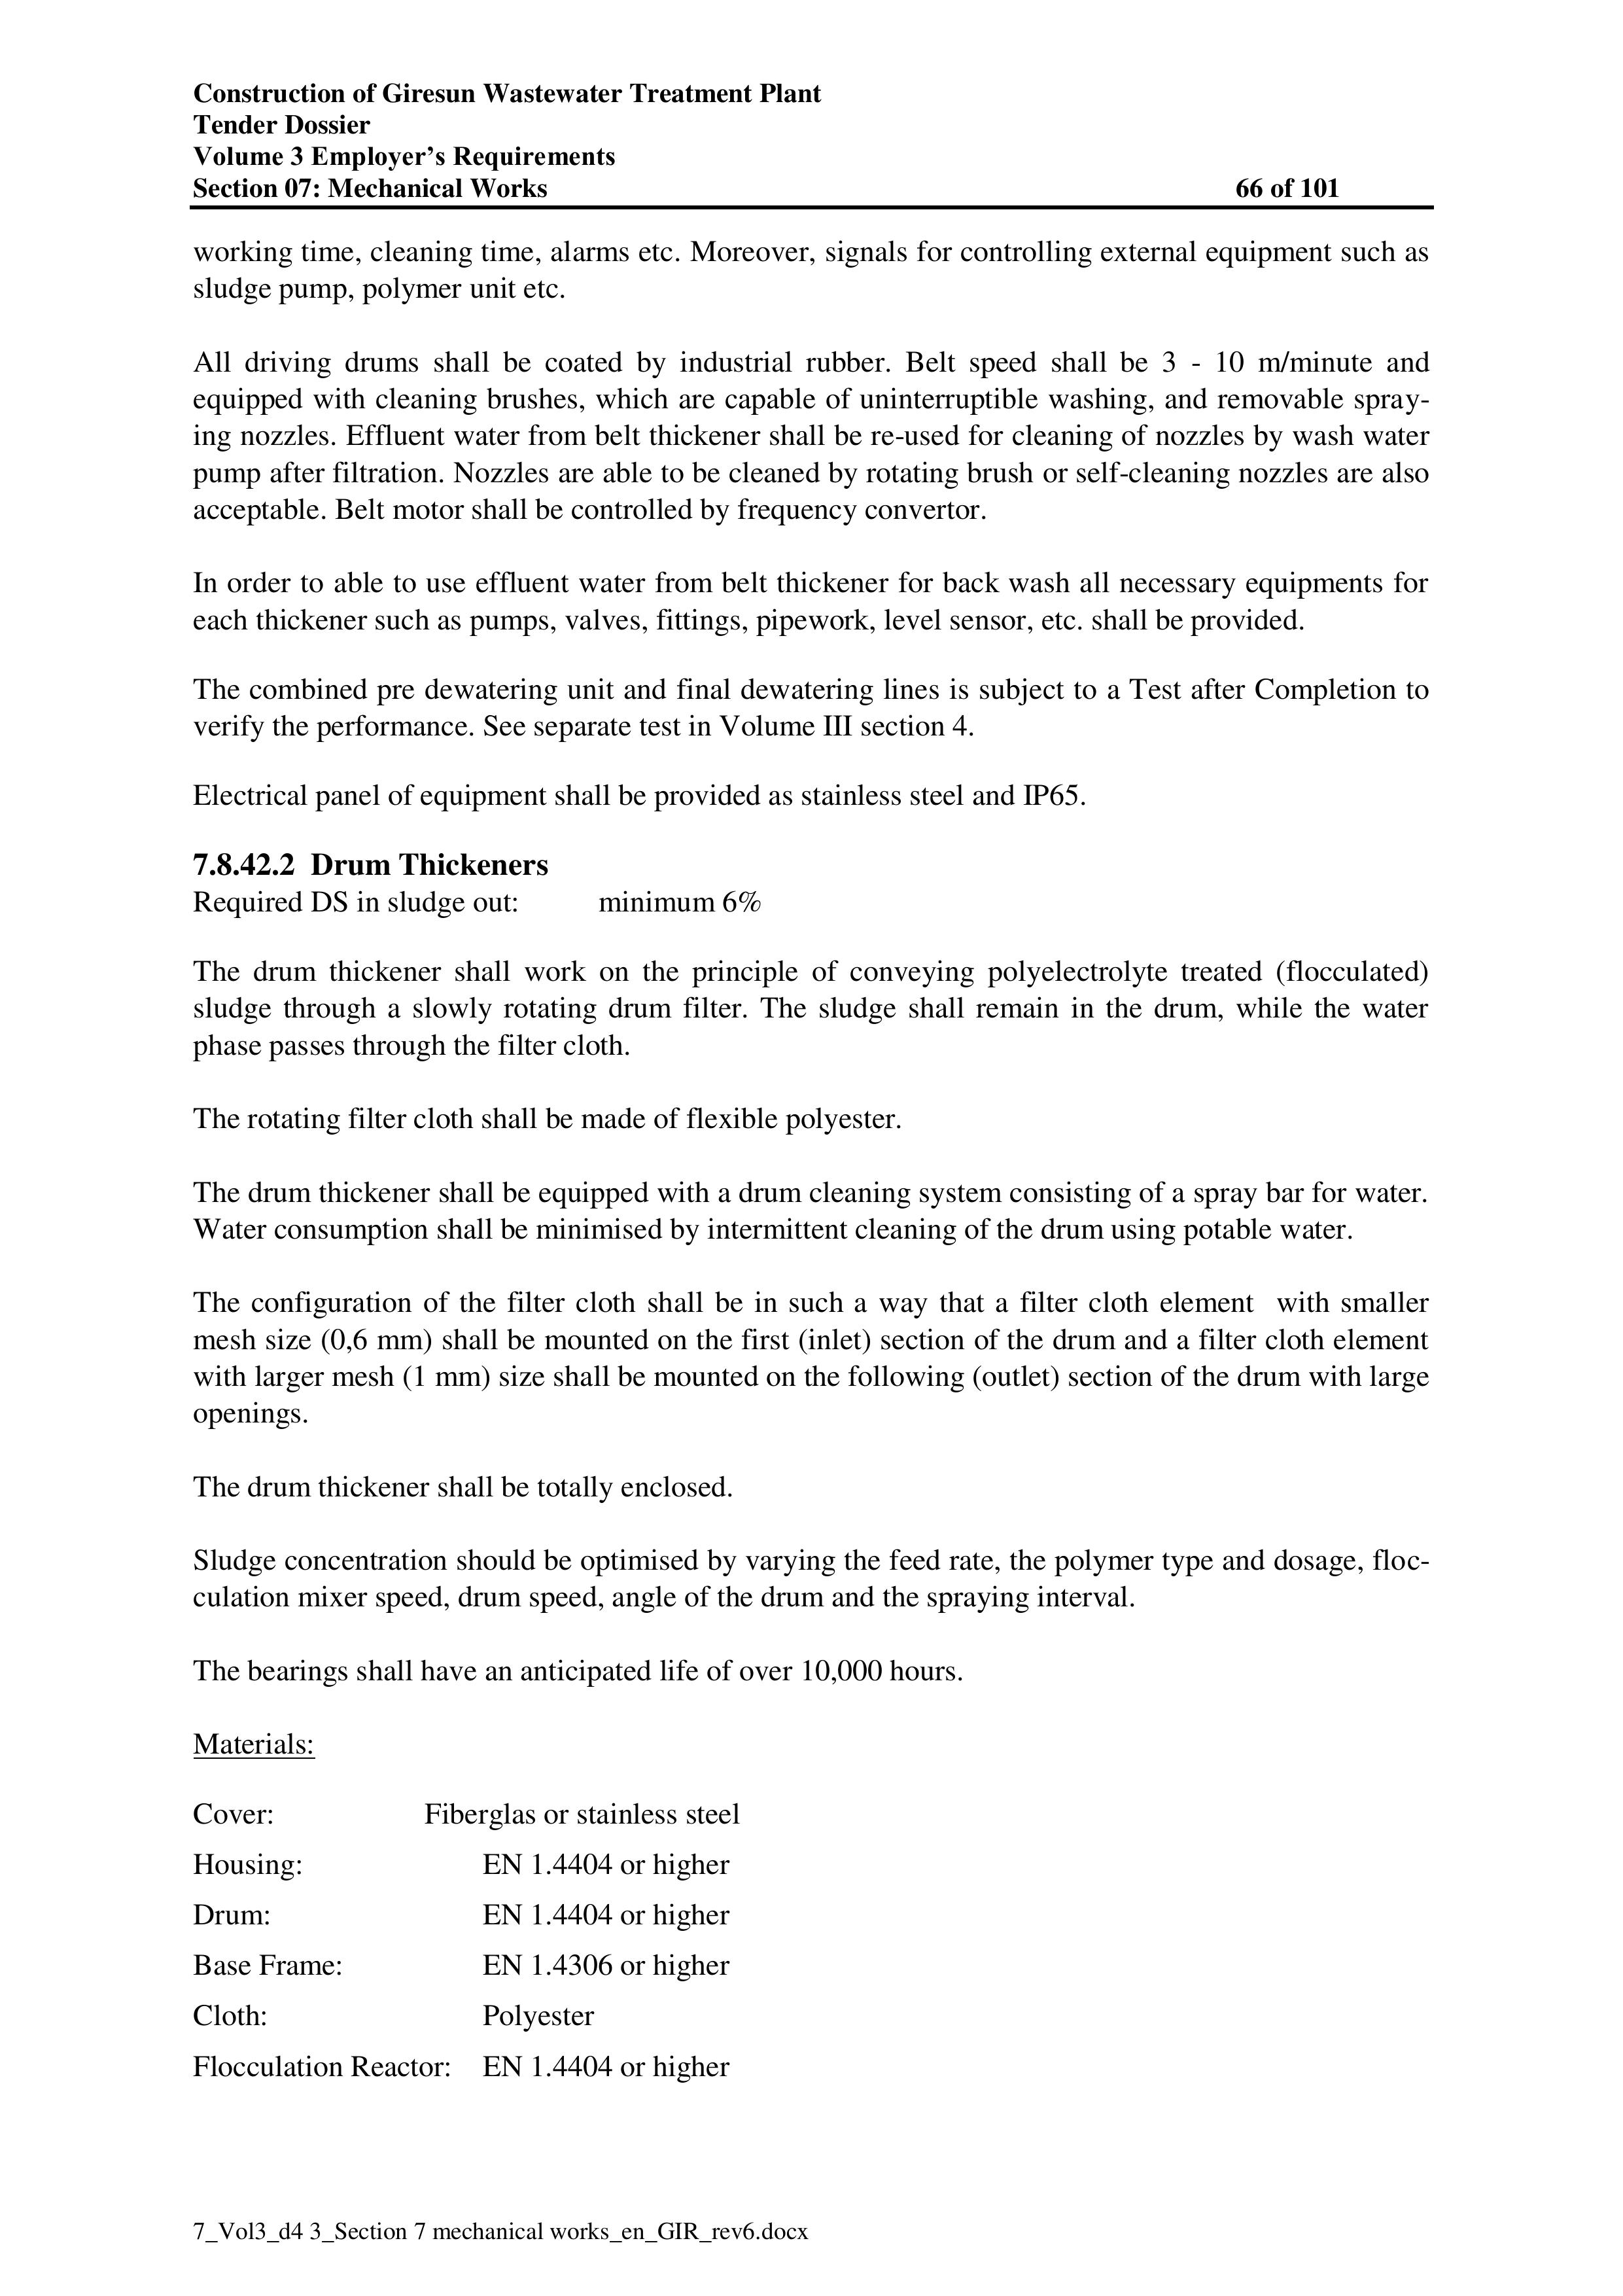 Construction of Giresun Wastewater Treatment Plant
Tender Dossier
Volume 3 Employer’s Requirements
Section 07: Mechanical Works 66 of 101
working time, cleaning time, alarms etc. Moreover, signals for controlling external equipment such as
sludge pump, polymer unit etc.
All driving drums shall be coated by industrial rubber. Belt speed shall be 3 - 10 m/minute and
equipped with cleaning brushes, which are capable of uninterruptible washing, and removable spray-
ing nozzles. Effluent water from belt thickener shall be re-used for cleaning of nozzles by wash water
pump after filtration. Nozzles are able to be cleaned by rotating brush or self-cleaning nozzles are also
acceptable. Belt motor shall be controlled by frequency convertor.
In order to able to use effluent water from belt thickener for back wash all necessary equipments for
each thickener such as pumps, valves, fittings, pipework, level sensor, etc. shall be provided.
The combined pre dewatering unit and final dewatering lines is subject to a Test after Completion to
verify the performance. See separate test in Volume III section 4.
Electrical panel of equipment shall be provided as stainless steel and IP65.
7.8.42.2 Drum Thickeners
Required DS in sludge out: minimum 6%
The drum thickener shall work on the principle of conveying polyelectrolyte treated (flocculated)
sludge through a slowly rotating drum filter. The sludge shall remain in the drum, while the water
phase passes through the filter cloth.
The rotating filter cloth shall be made of flexible polyester.
The drum thickener shall be equipped with a drum cleaning system consisting of a spray bar for water.
Water consumption shall be minimised by intermittent cleaning of the drum using potable water.
The configuration of the filter cloth shall be in such a way that a filter cloth element with smaller
mesh size (0,6 mm) shall be mounted on the first (inlet) section of the drum and a filter cloth element
with larger mesh (1 mm) size shall be mounted on the following (outlet) section of the drum with large
openings.
The drum thickener shall be totally enclosed.
Sludge concentration should be optimised by varying the feed rate, the polymer type and dosage, floc-
culation mixer speed, drum speed, angle of the drum and the spraying interval.
The bearings shall have an anticipated life of over 10,000 hours.
Materials:
Cover: Fiberglas or stainless steel
Housing: EN 1.4404 or higher
Drum: EN 1.4404 or higher
Base Frame: EN 1.4306 or higher
Cloth: Polyester
Flocculation Reactor: EN 1.4404 or higher
7_Vol3_d4 3_Section 7 mechanical works_en_GIR_rev6.docx